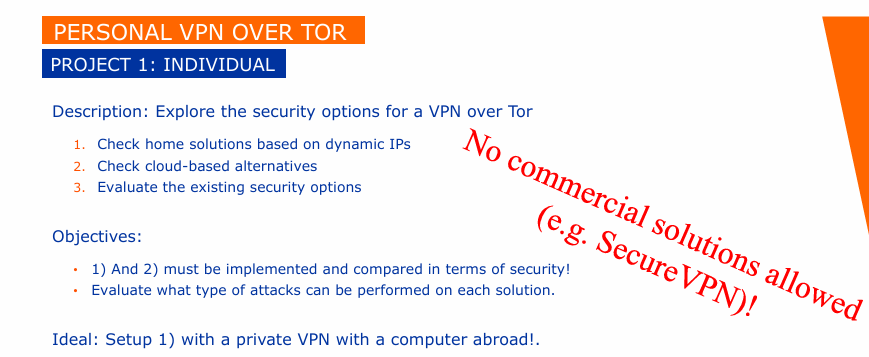 PERSONAL VPN OVER TOR
PROJECT 1: INDIVIDUAL
Description: Explore the security options for a VPN over Tor
1. Check home solutions based on dynamic IPs
2. Check cloud-based alternatives
3. Evaluate the existing security options
No commercial solutions allowed
(e.g. SecureVPN)!
Objectives:
• 1) And 2) must be implemented and compared in terms of security!
• Evaluate what type of attacks can be performed on each solution.
Ideal: Setup 1) with a private VPN with a computer abroad!.